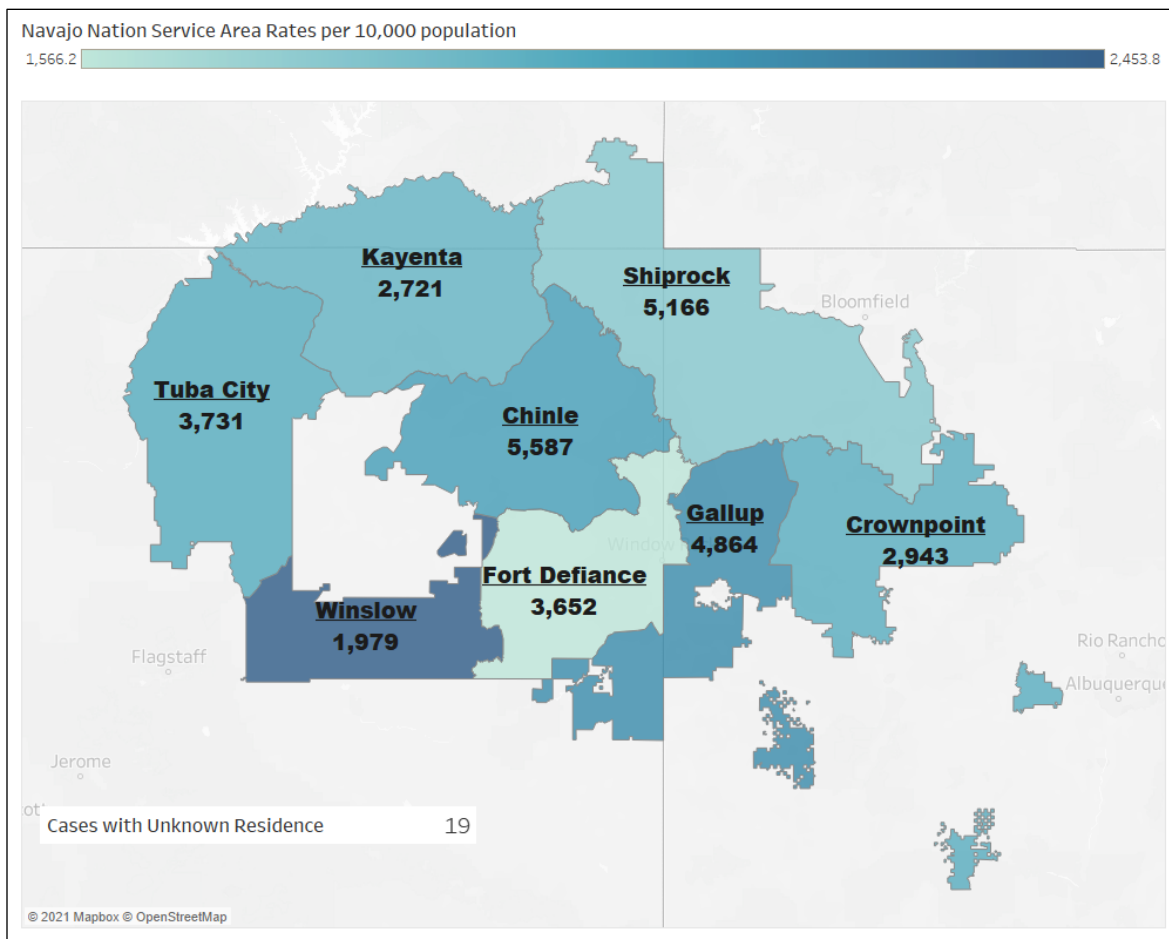 Navajo Nation Service Area Rates per 10,000 population
1,566.2
2,453.8
Kayenta
2,721
Shiprock
5,166
Bloomfield
Tuba City
3,731
Chinle
5,587
Gallup
4,864
Crownpoint
2,943
Window
Fort Defiance
3,652
Winslow
1,979
Flagstaff
Rio Rancho
Albuquerque
Jerome
Cases with Unknown Residence 19
© 2021 Mapbox © OpenStreetMap